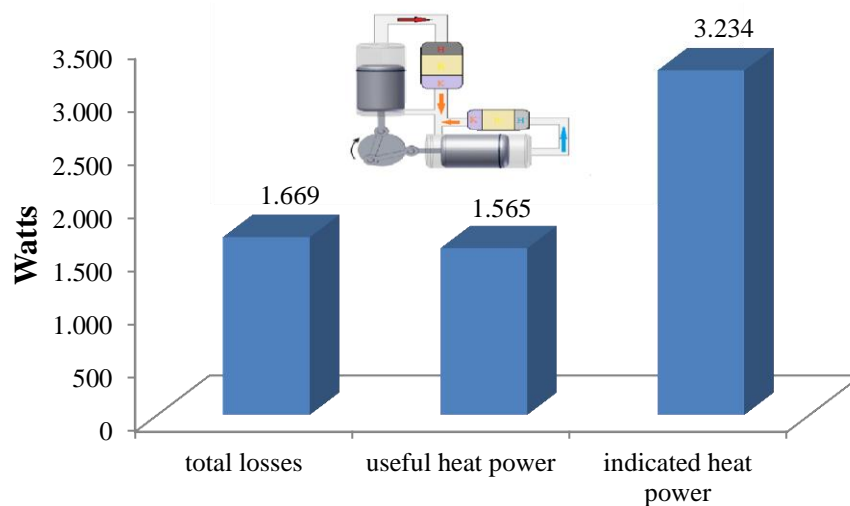 3.500
3.000
2.500
2.000
1.500
1.000
500
0
Watts
1.669
1.565
3.234
H
K
K
H
total losses
useful heat power
indicated heat
power